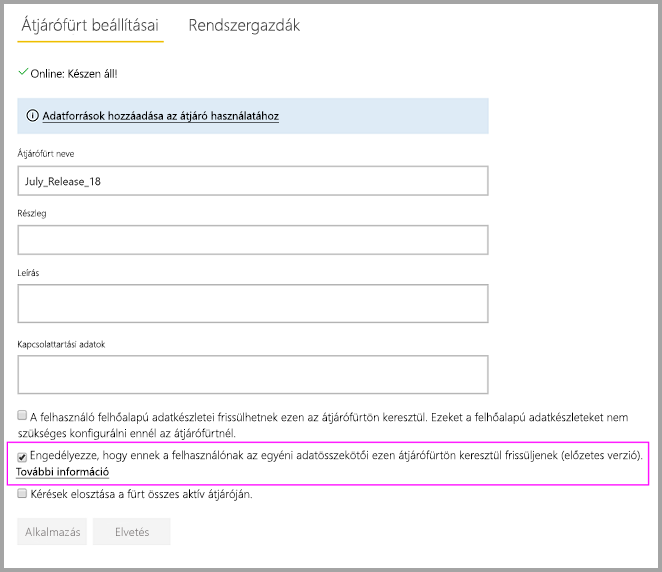 Átjárófürt beállításai Rendszergazdák
Online: Készen áll!
Adatforrások hozzáadása az átjáró használatához
Átjárófürt neve
July_Release_18
Részleg
Leírás
Kapcsolattartási adatok
A felhasználó felhőalapú adatkészletei frissülhetnek ezen az átjárófürtön keresztül. Ezeket a felhőalapú adatkészleteket nem
szükséges konfigurálni ennél az átjárófürtnél.
Engedélyezze, hogy ennek a felhasználónak az egyéni adatösszekötői ezen átjárófürtön keresztül frissüljenek (előzetes verzió).
További információ
Kérések elosztása a fürt összes aktív átjáróján.
Alkalmazás Elvetés